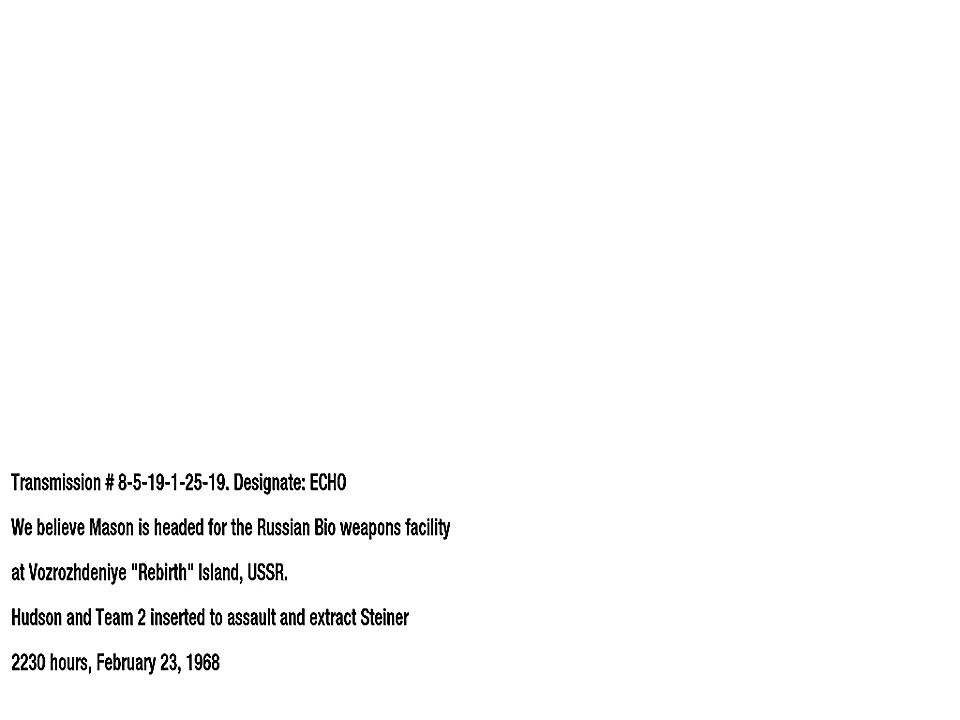 Transmission # 8-5-19-1-25-19. Designate: ECHO
We believe Mason is headed for the Russian Bio weapons facility
at Vozrozhdeniye "Rebirth" Island, USSR.
Hudson and Team 2 inserted to assault and extract Steiner
2230 hours, February 23, 1968